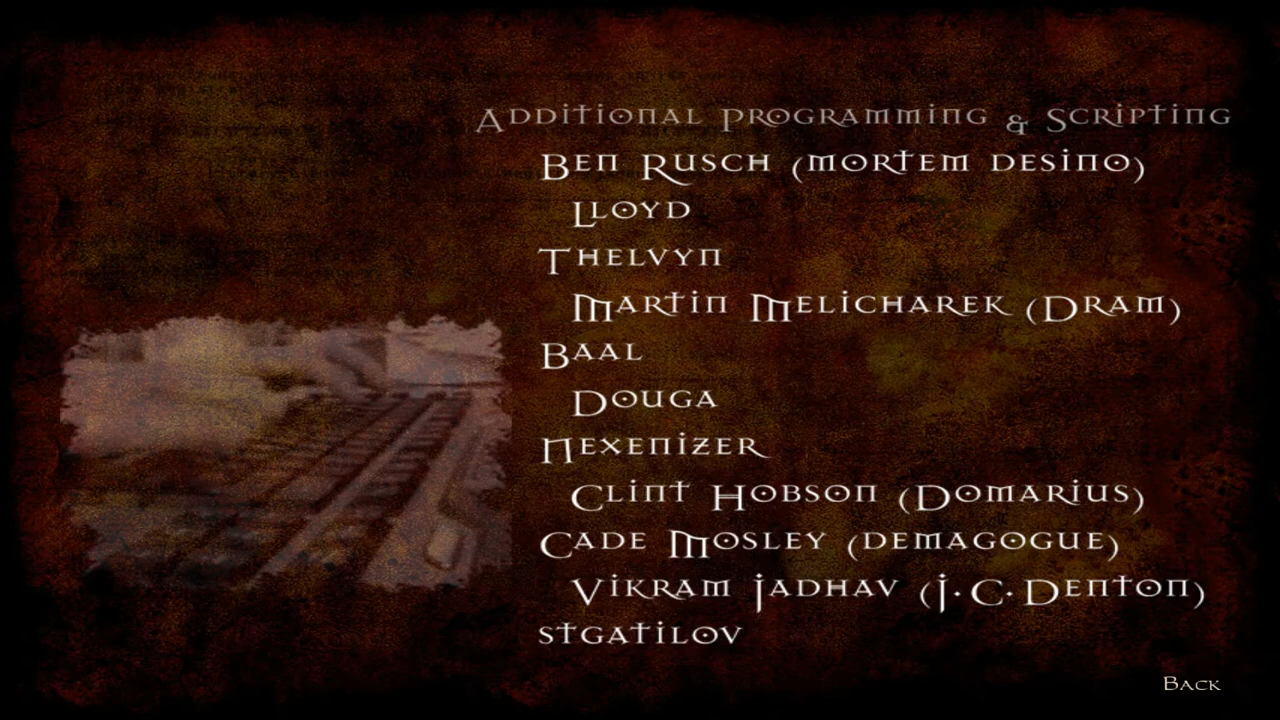 Additional Programming & Scripting
Ben Rusch (mortem desino)
Lloyd
Thelvyn
Martin Melicharek (Dram)
Baal
Douga
Nexenizer
Clint Hobson (Domarius)
Cade Mosley (demagogue)
Vikram Jadhav (J.C.Denton)
stgatilov
Back